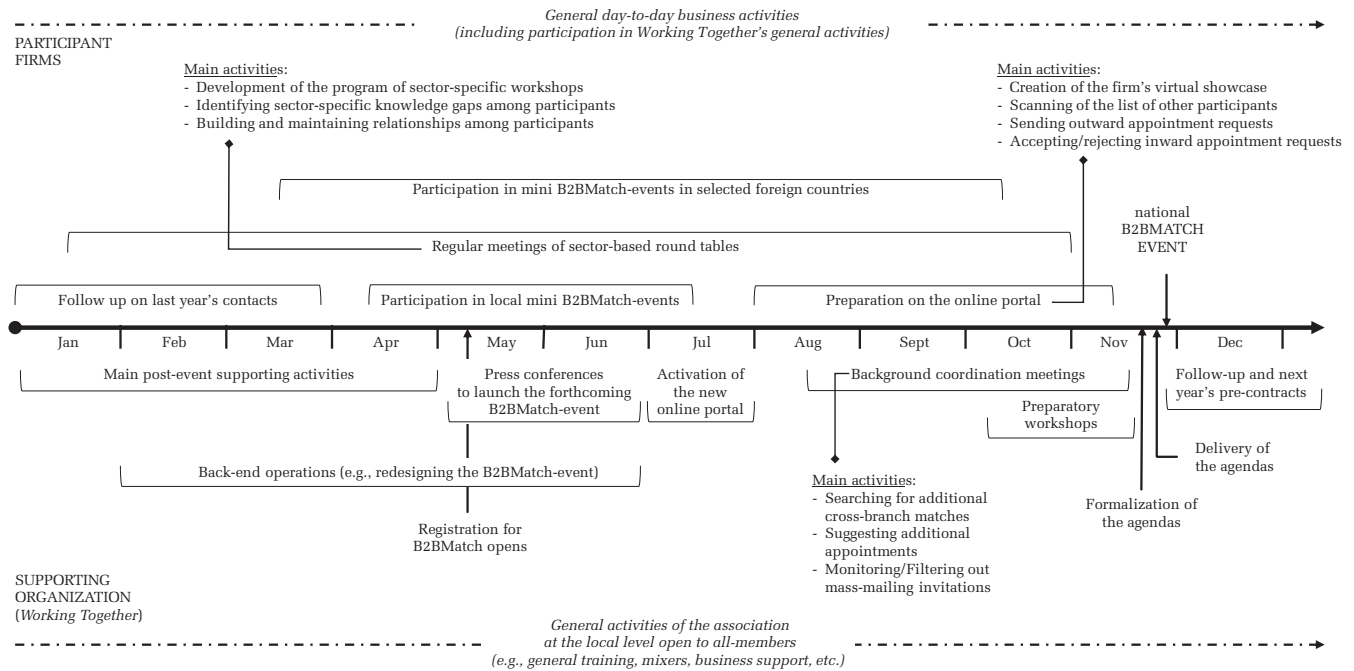 General day-to-day business activities
(including participation in Working Together's general activities)
PARTICIPANT
FIRMS
Main activities:
- Development of the program of sector-specific workshops
- Identifying sector-specific knowledge gaps among participants
- Building and maintaining relationships among participants
Main activities:
- Creation of the firm's virtual showcase
- Scanning of the list of other participants
- Sending outward appointment requests
- Accepting/rejecting inward appointment requests
Participation in mini B2BMatch-events in selected foreign countries
national
B2BMATCH
EVENT
Regular meetings of sector-based round tables
Follow up on last year's contacts
Participation in local mini B2BMatch-events
Preparation on the online portal
Jan Feb Mar Apr May Jun Jul Aug Sept Oct Nov Dec
Main post-event supporting activities
Press conferences
to launch the forthcoming
B2BMatch-event
Activation of
the new
online portal
Background coordination meetings
Follow-up and next
year's pre-contracts
Preparatory
workshops
Delivery of
the agendas
Back-end operations (e.g., redesigning the B2BMatch-event)
Main activities:
- Searching for additional
cross-branch matches
- Suggesting additional
appointments
- Monitoring/Filtering out
mass-mailing invitations
Formalization of
the agendas
Registration for
B2BMatch opens
SUPPORTING
ORGANIZATION
(Working Together)
General activities of the association
at the local level open to all-members
(e.g., general training, mixers, business support, etc.)